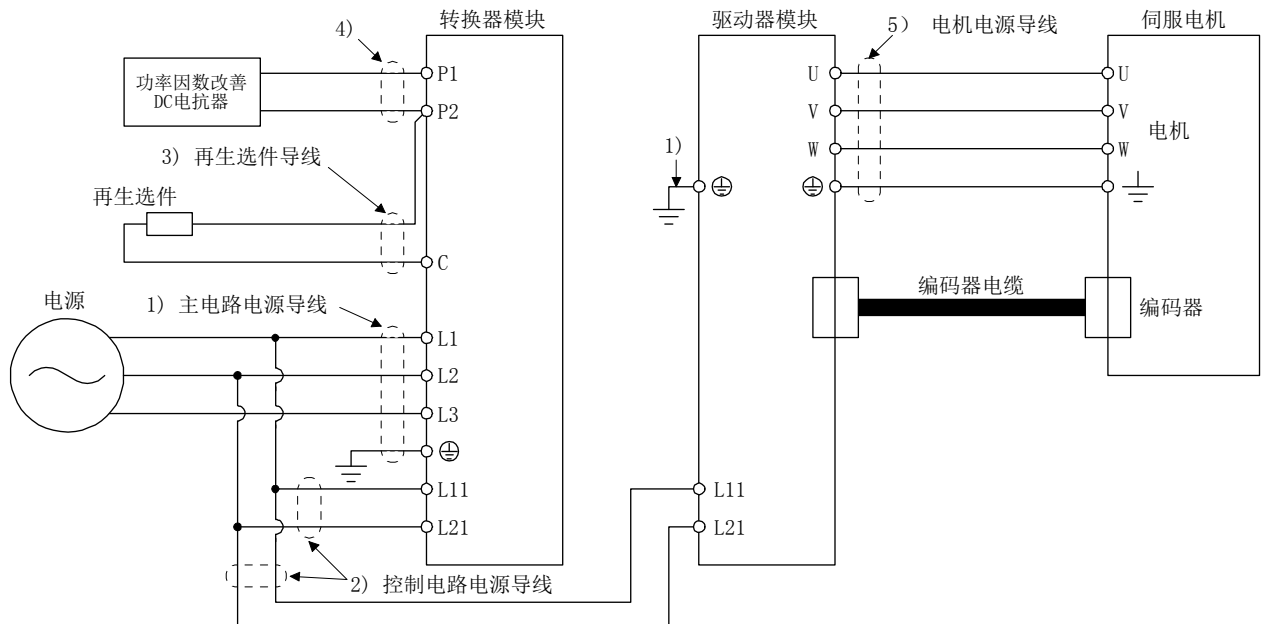 转换器模块
驱动器模块
伺服电机
4)
5) 电机电源导线
功率因数改善
DC电抗器
P1
P2
U
V
W
U
V
W
电机
1)
3) 再生选件导线
再生选件
C
电源
1) 主电路电源导线
编码器电缆
编码器
L1
L2
L3
L11
L21
L11
L21
2) 控制电路电源导线